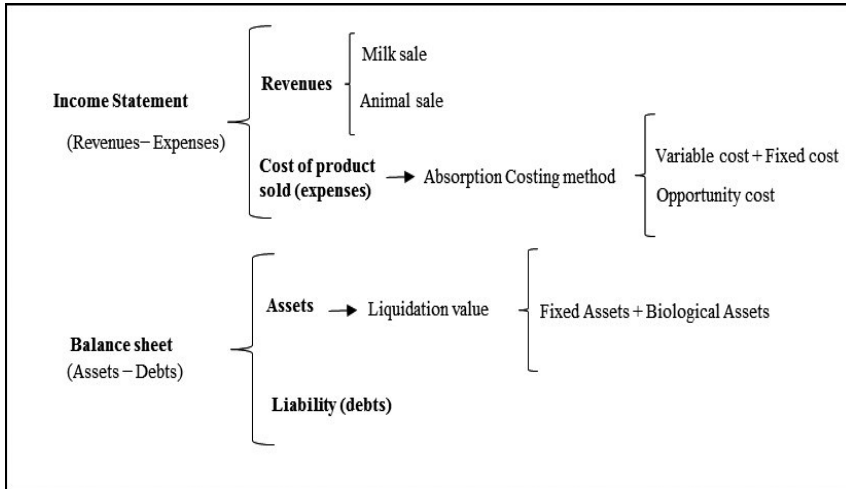 Income Statement
(Revenues− Expenses)
Revenues
Milk sale
Animal sale
Cost of product
sold (expenses)
Absorption Costing method
Variable cost + Fixed cost
Opportunity cost
Balance sheet
(Assets − Debts)
Assets
Liquidation value
Fixed Assets + Biological Assets
Liability (debts)